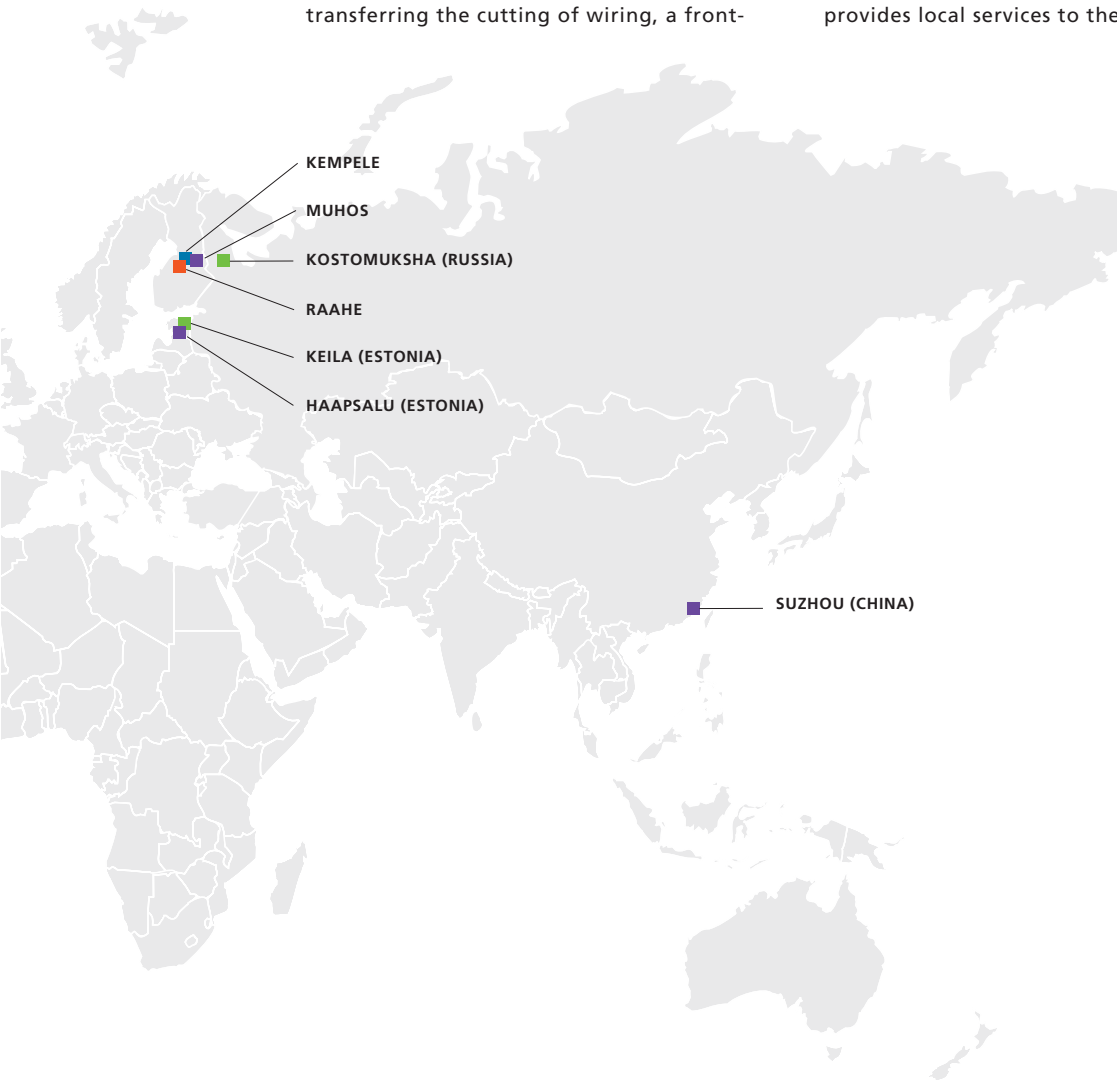 transferring the cutting of wiring, a front-
provides local services to the
KEMPELE
MUHOS
KOSTOMUKSHA (RUSSIA)
RAAHE
KEILA (ESTONIA)
HAAPSALU (ESTONIA)
SUZHOU (CHINA)